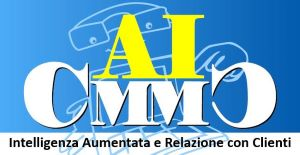 AI
CMMC
Intelligenza Aumentata e Relazione con Clienti